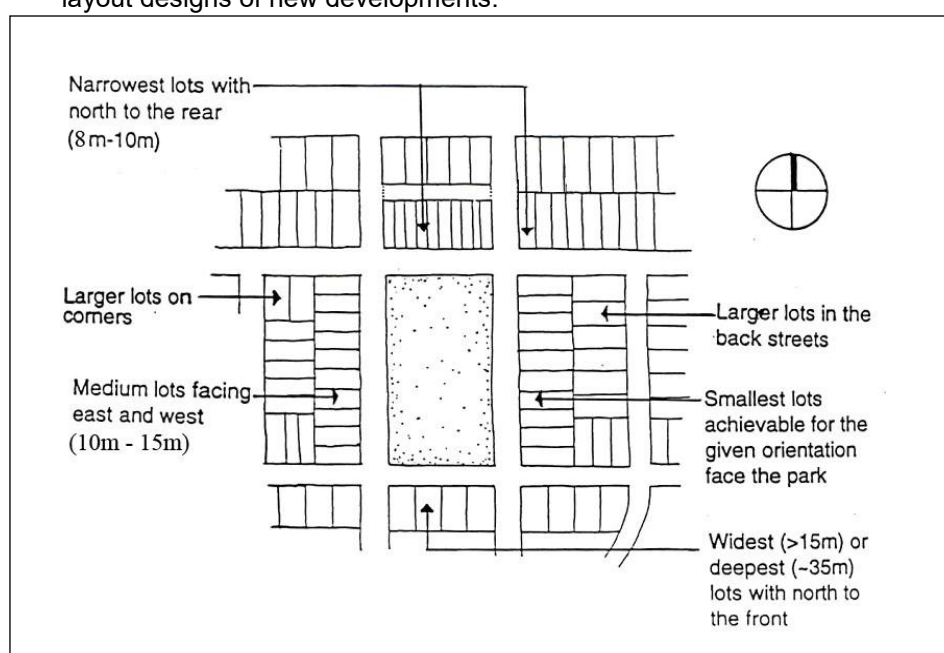 layout designs of new developments.
Narrowest lots with
north to the rear
(8m-10m)
Larger lots on
corners
Medium lots facing
east and west
(10m - 15m)
Larger lots in the
back streets
Smallest lots
achievable for the
given orientation
face the park
Widest (>15m) or
deepest (~35m)
lots with north to
the front